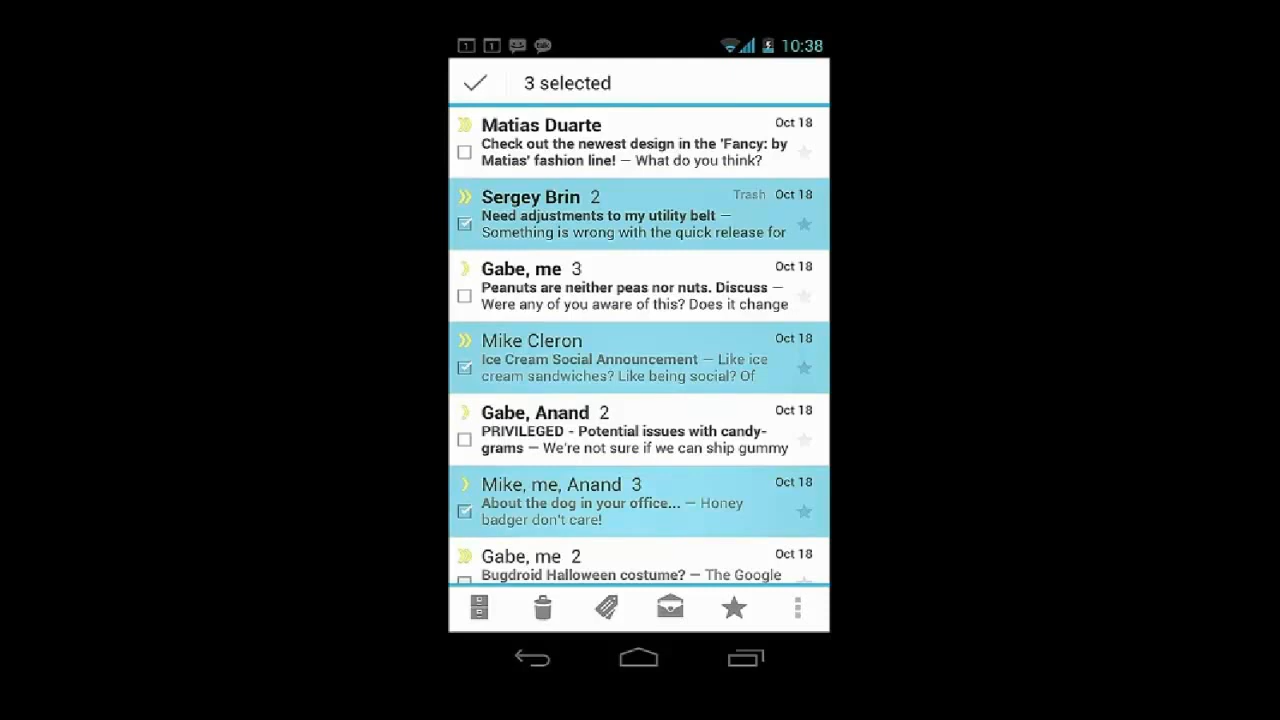 10:38
3 selected
Matias Duarte Oct 18
Check out the newest design in the 'Fancy: by
Matias' fashion line! — What do you think?
Sergey Brin 2 Trash Oct 18
Need adjustments to my utility belt —
Something is wrong with the quick release for
Gabe, me 3 Oct 18
Peanuts are neither peas nor nuts. Discuss —
Were any of you aware of this? Does it change
Mike Cleron Oct 18
Ice Cream Social Announcement — Like ice
cream sandwiches? Like being social? Of
Gabe, Anand 2 Oct 18
PRIVILEGED - Potential issues with candy-
grams — We're not sure if we can ship gummy
Mike, me, Anand 3 Oct 18
About the dog in your office... — Honey
badger don't care!
Gabe, me 2 Oct 18
Bugdroid Halloween costume? — The Google